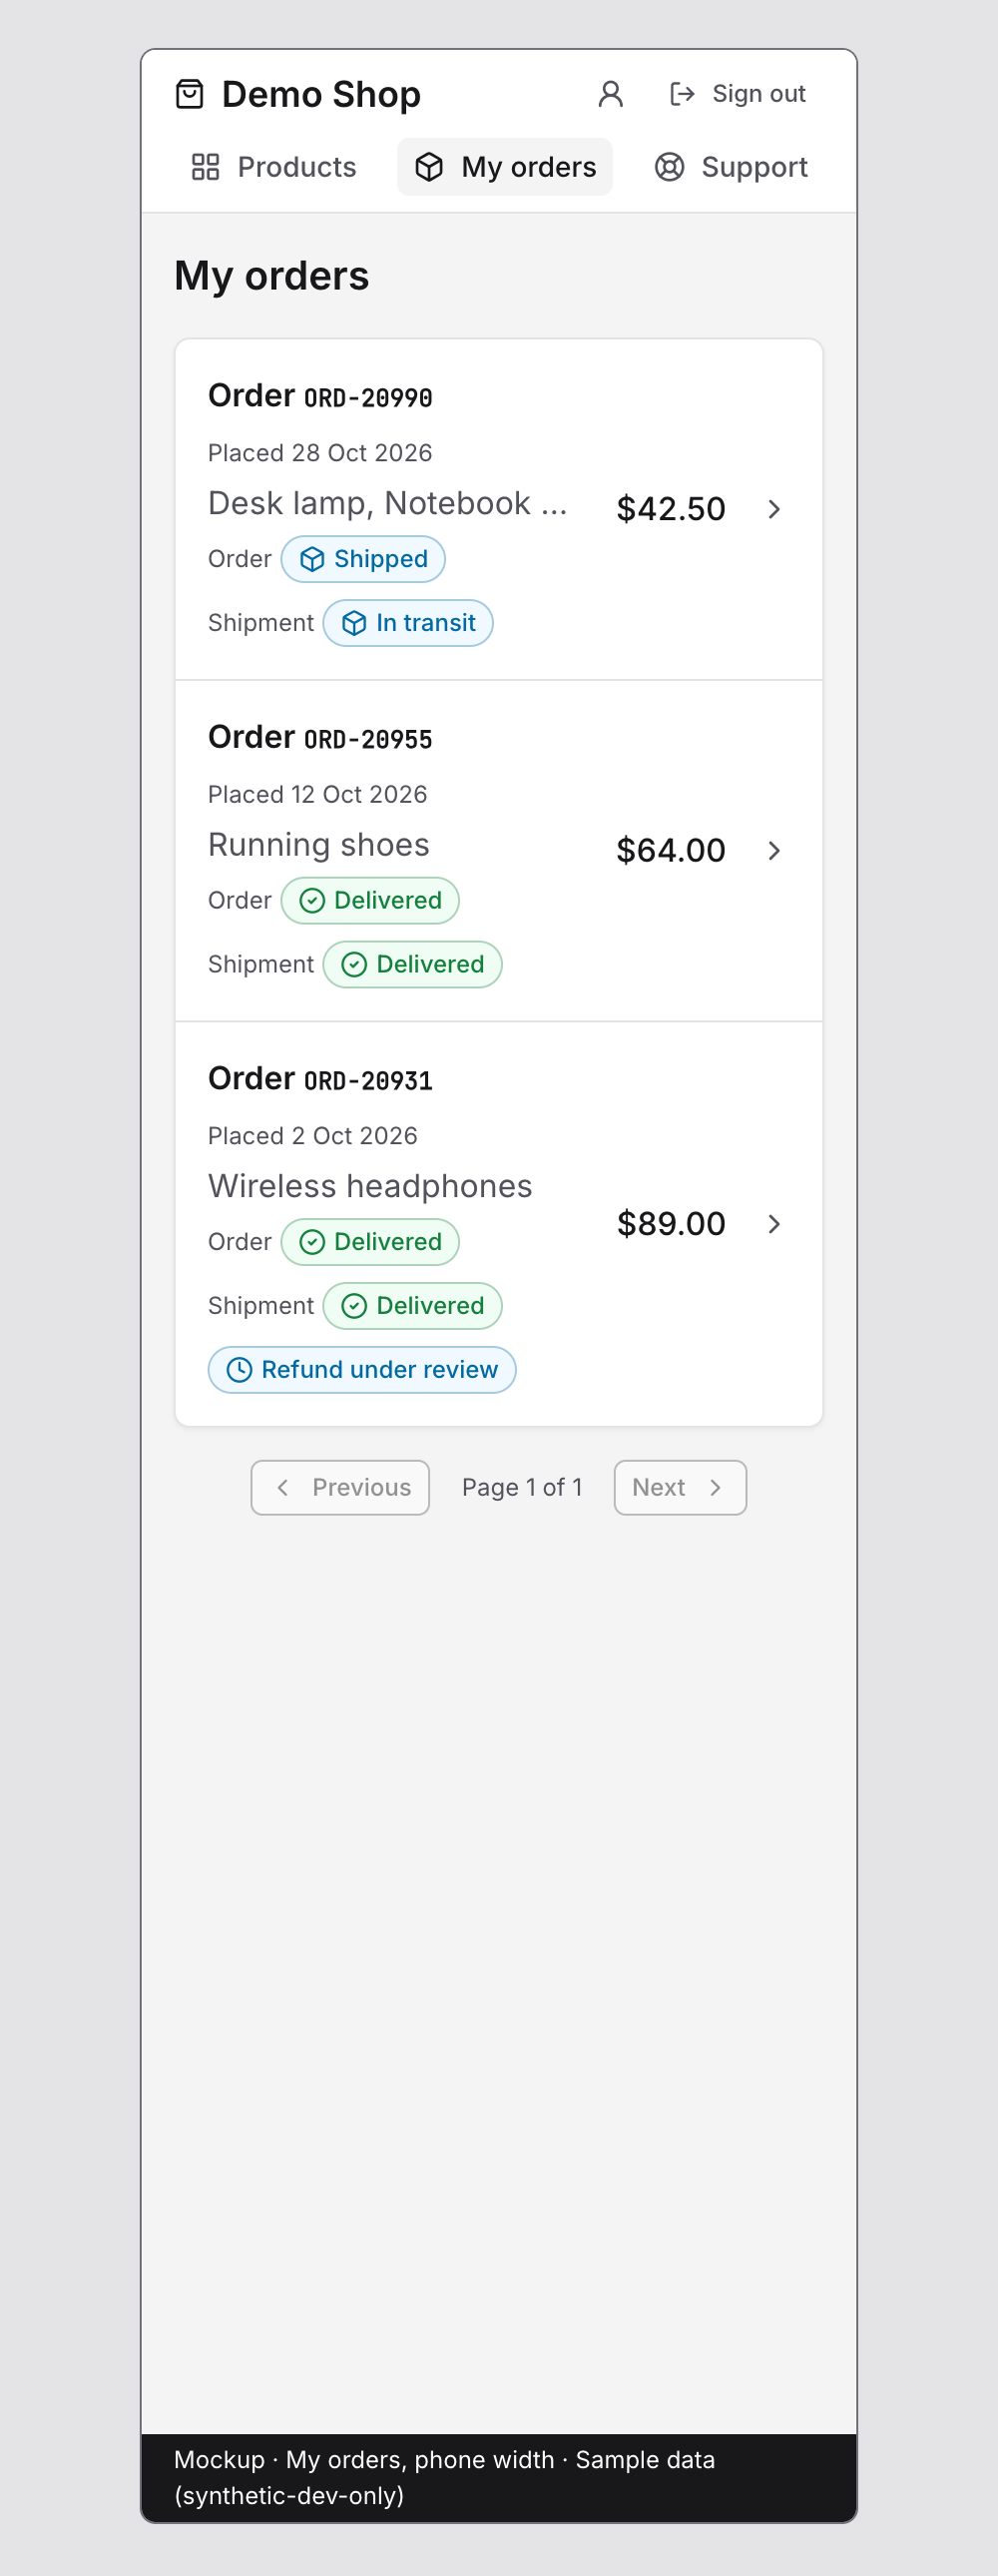 Demo Shop
Sign out
Products
My orders
Support
My orders
Order ORD-20990
Placed 28 Oct 2026
Desk lamp, Notebook ...
$42.50
Order Shipped
Shipment In transit
Order ORD-20955
Placed 12 Oct 2026
Running shoes
$64.00
Order Delivered
Shipment Delivered
Order ORD-20931
Placed 2 Oct 2026
Wireless headphones
$89.00
Order Delivered
Shipment Delivered
Refund under review
Previous
Page 1 of 1
Next
Mockup · My orders, phone width · Sample data
(synthetic-dev-only)